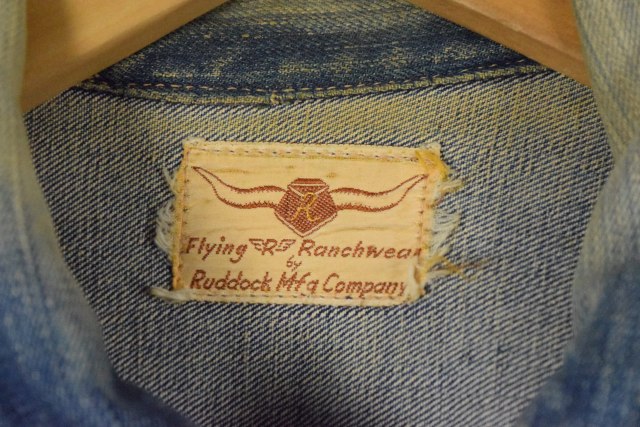 R
Flying R Ranchwear
by
Ruddock Mfg Company